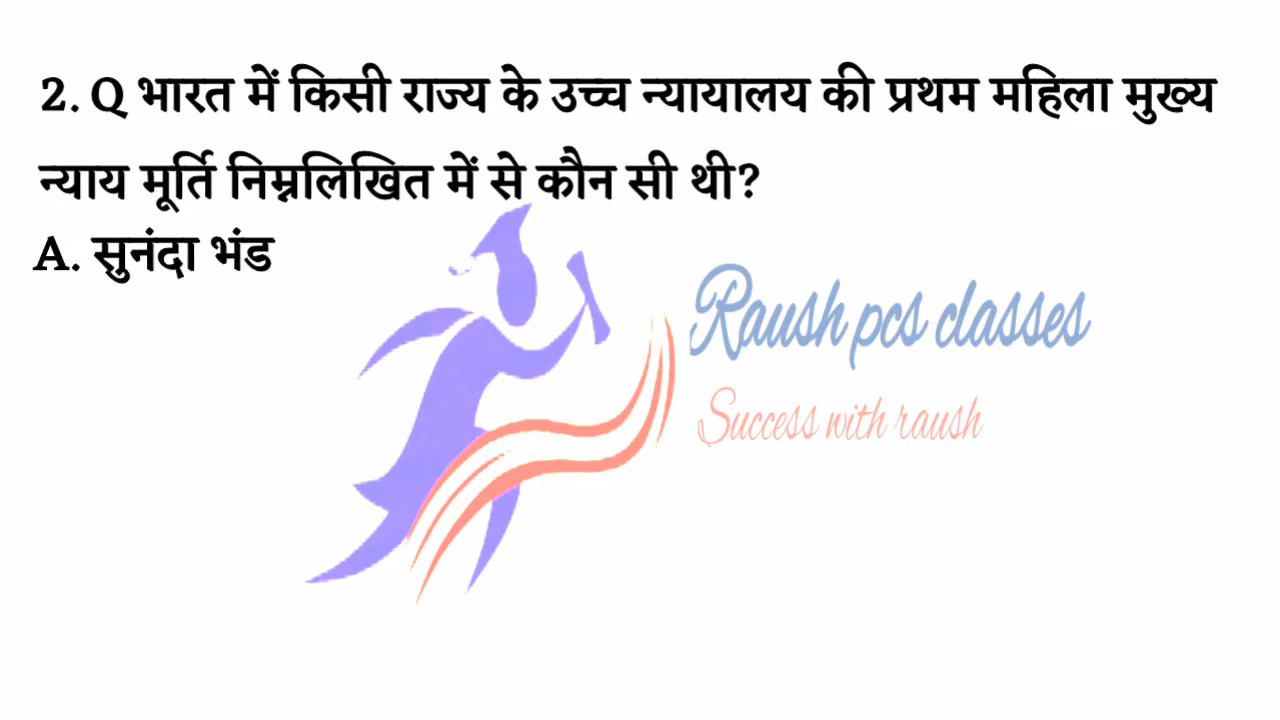 2. Q भारत में किसी राज्य के उच्च न्यायालय की प्रथम महिला मुख्य
न्याय मूर्ति निम्नलिखित में से कौन सी थी?
A. सुनंदा भंड
Raush pcs classes
Success with raush